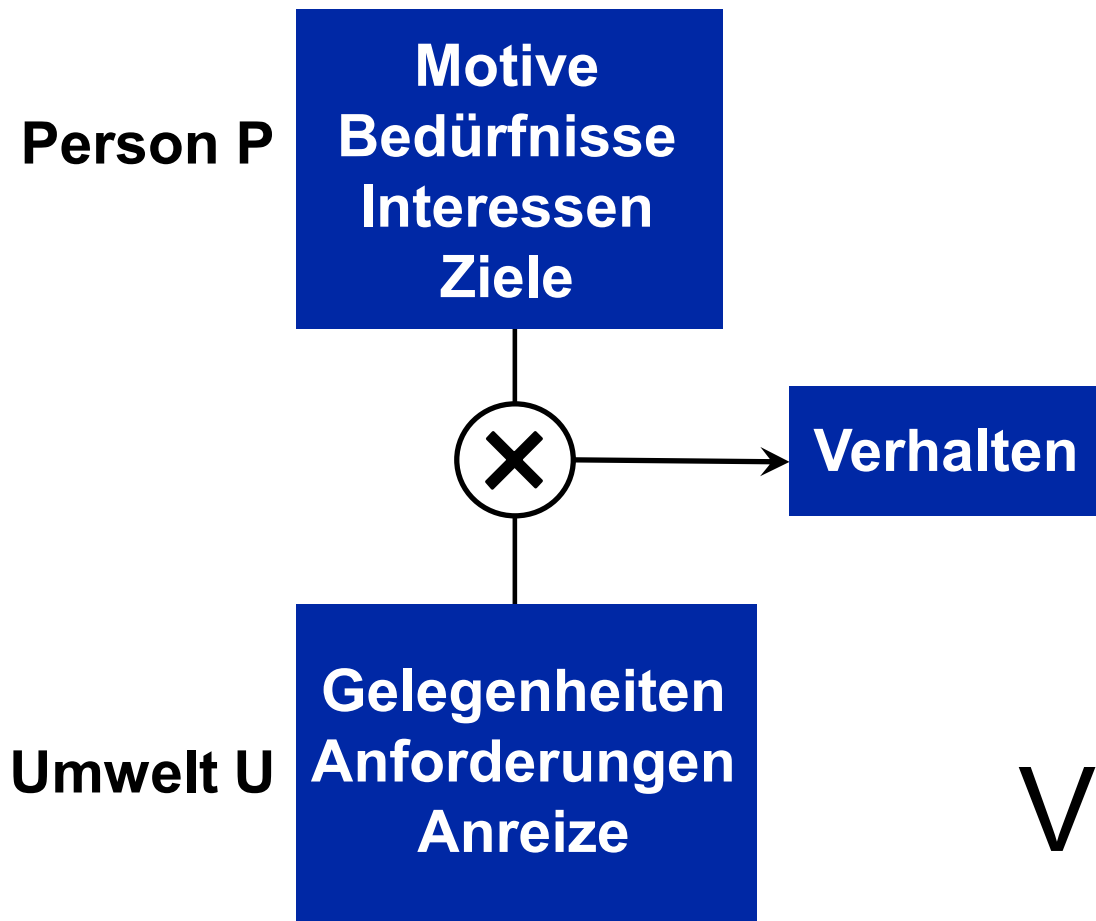 Person P
Motive
Bedürfnisse
Interessen
Ziele
Verhalten
Umwelt U
Gelegenheiten
Anforderungen
Anreize
V